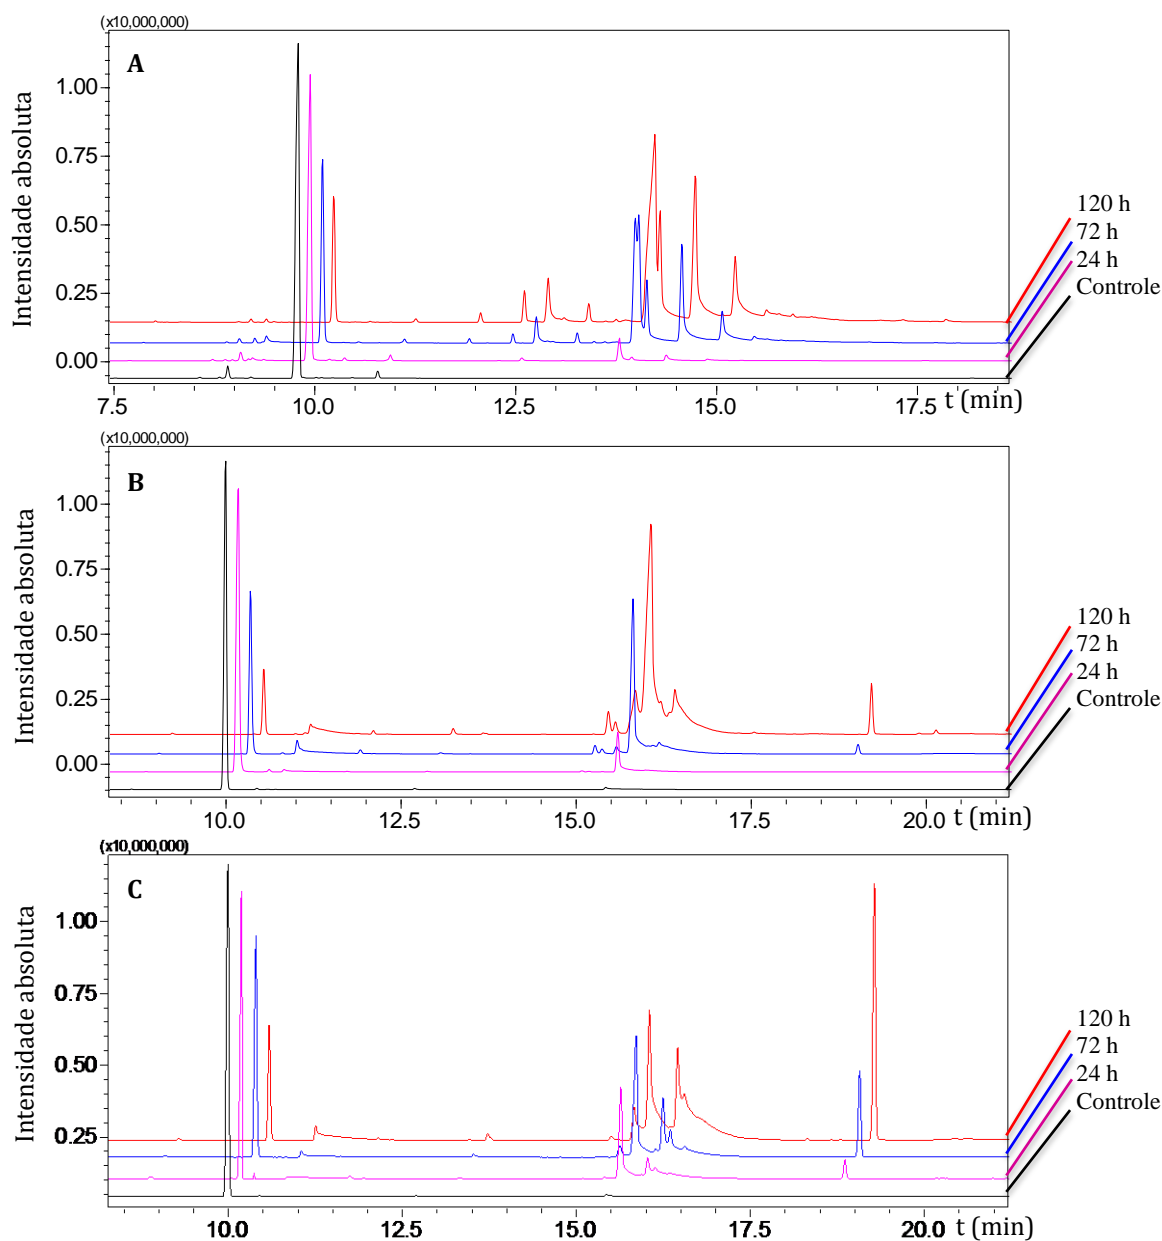 (x10,000,000)
A
Intensidade absoluta
1.00
0.75
0.50
0.25
0.00
7.5 10.0 12.5 15.0 17.5 t (min)
120 h
72 h
24 h
Controle
(x10,000,000)
B
Intensidade absoluta
1.00
0.75
0.50
0.25
0.00
10.0 12.5 15.0 17.5 20.0 t (min)
120 h
72 h
24 h
Controle
(x10,000,000)
C
Intensidade absoluta
1.00
0.75
0.50
0.25
10.0 12.5 15.0 17.5 20.0 t (min)
120 h
72 h
24 h
Controle